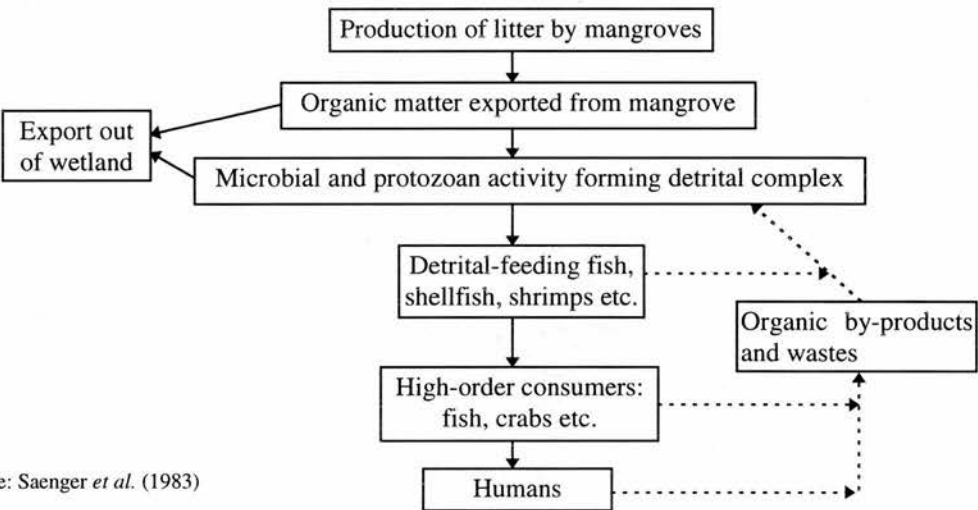 Production of litter by mangroves
Organic matter exported from mangrove
Export out
of wetland
Microbial and protozoan activity forming detrital complex
Detrital-feeding fish,
shellfish, shrimps etc.
Organic by-products
and wastes
High-order consumers:
fish, crabs etc.
e: Saenger et al. (1983)
Humans